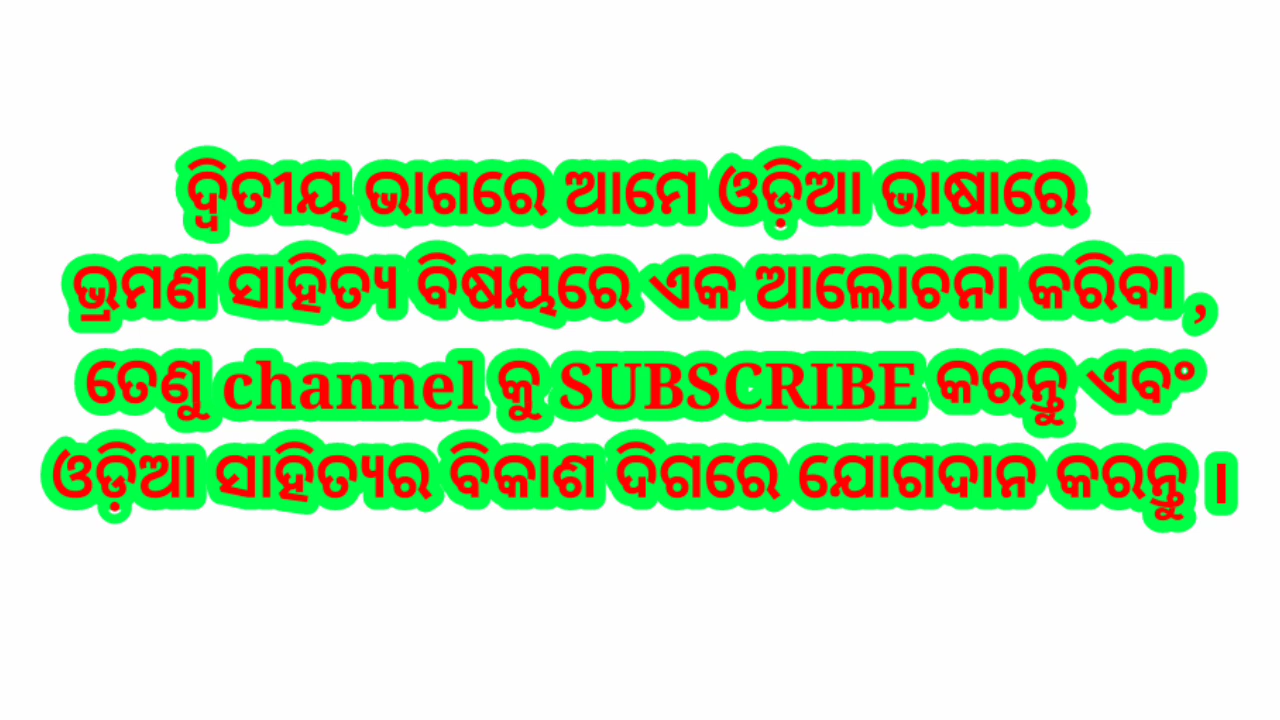 ଦ୍ୱିତୀୟ ଭାଗରେ ଆମେ ଓଡ଼ିଆ ଭାଷାରେ
ଭ୍ରମଣ ସାହିତ୍ୟ ବିଷୟରେ ଏକ ଆଲୋଚନା କରିବା ,
ତେଣୁ channel କୁ SUBSCRIBE କରନ୍ତୁ ଏବଂ
ଓଡ଼ିଆ ସାହିତ୍ୟର ବିକାଶ ଦିଗରେ ଯୋଗଦାନ କରନ୍ତୁ ।